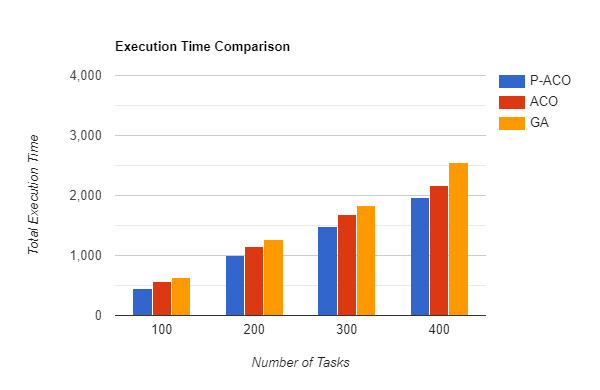 Execution Time Comparison
4,000
3,000
2,000
1,000
0
Total Execution Time
100 200 300 400
Number of Tasks
P-ACO
ACO
GA